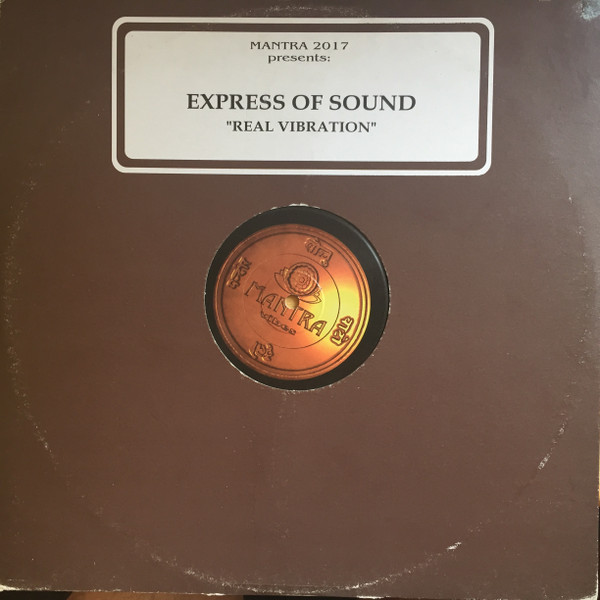 MANTRA 2017
presents:
EXPRESS OF SOUND
"REAL VIBRATION"
MANTRA